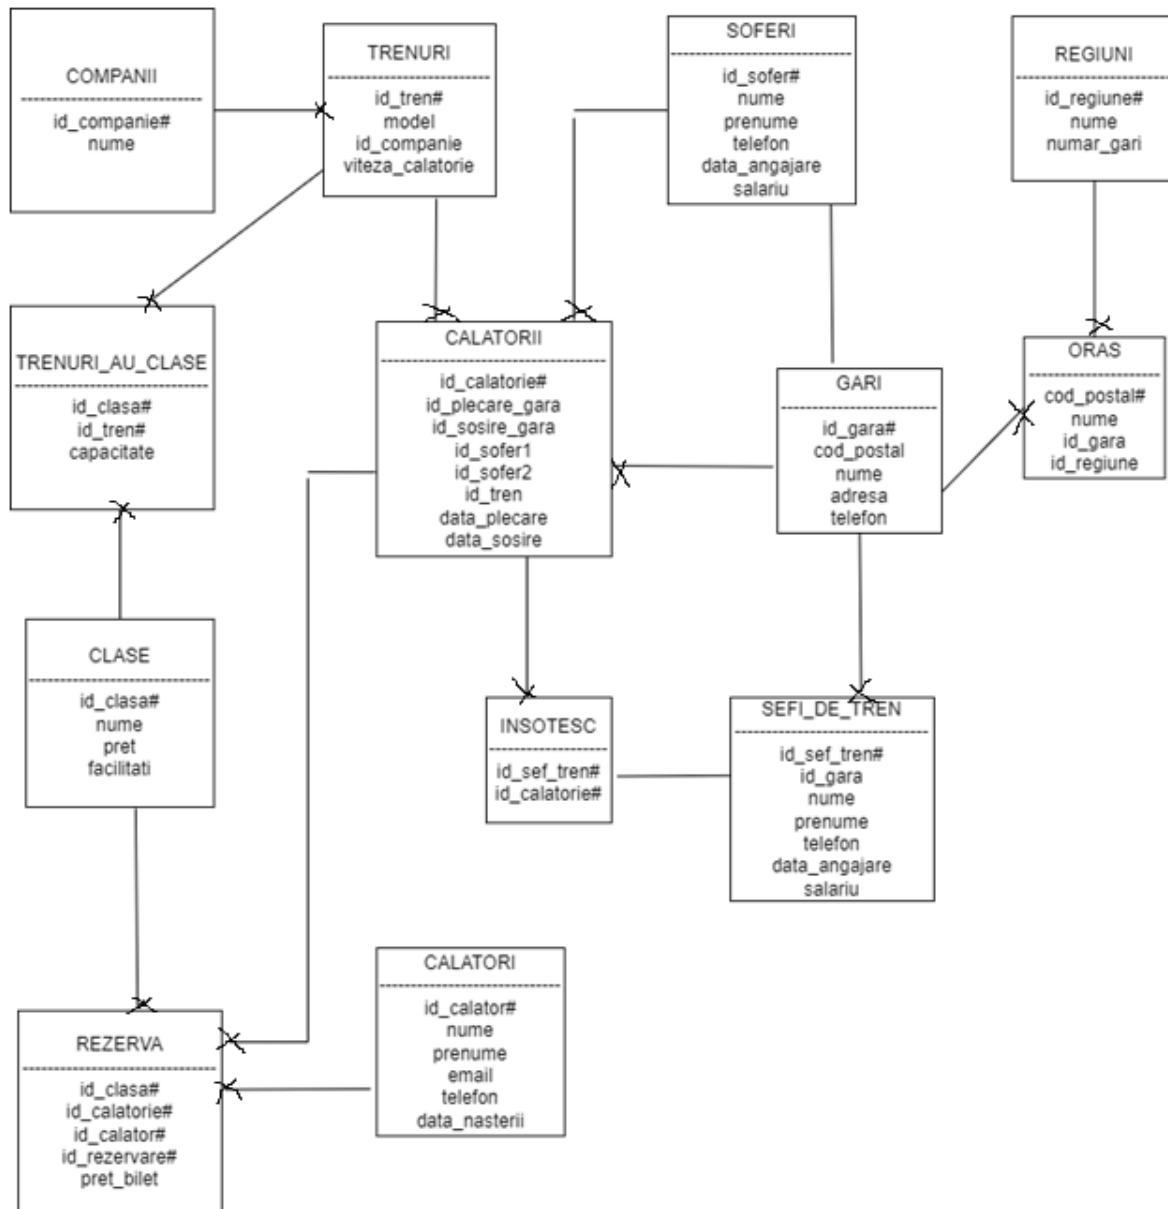 COMPANII
id_companie#
nume
TRENURI
id_tren#
model
id_companie
viteza_calatorie
SOFERI
id_sofer#
nume
prenume
telefon
data_angajare
salariu
REGIUNI
id_regiune#
nume
numar_gari
TRENURI_AU_CLASE
id_clasa#
id_tren#
capacitate
CALATORII
id_calatorie#
id_plecare_gara
id_sosire_gara
id_sofer1
id_sofer2
id_tren
data_plecare
data_sosire
GARI
id_gara#
cod_postal
nume
adresa
telefon
ORAS
cod_postal#
nume
id_gara
id_regiune
CLASE
id_clasa#
nume
pret
facilitati
INSOTESC
id_sef_tren#
id_calatorie#
SEFI_DE_TREN
id_sef_tren#
id_gara
nume
prenume
telefon
data_angajare
salariu
REZERVA
id_clasa#
id_calatorie#
id_calator#
id_rezervare#
pret_bilet
CALATORI
id_calator#
nume
prenume
email
telefon
data_nasterii